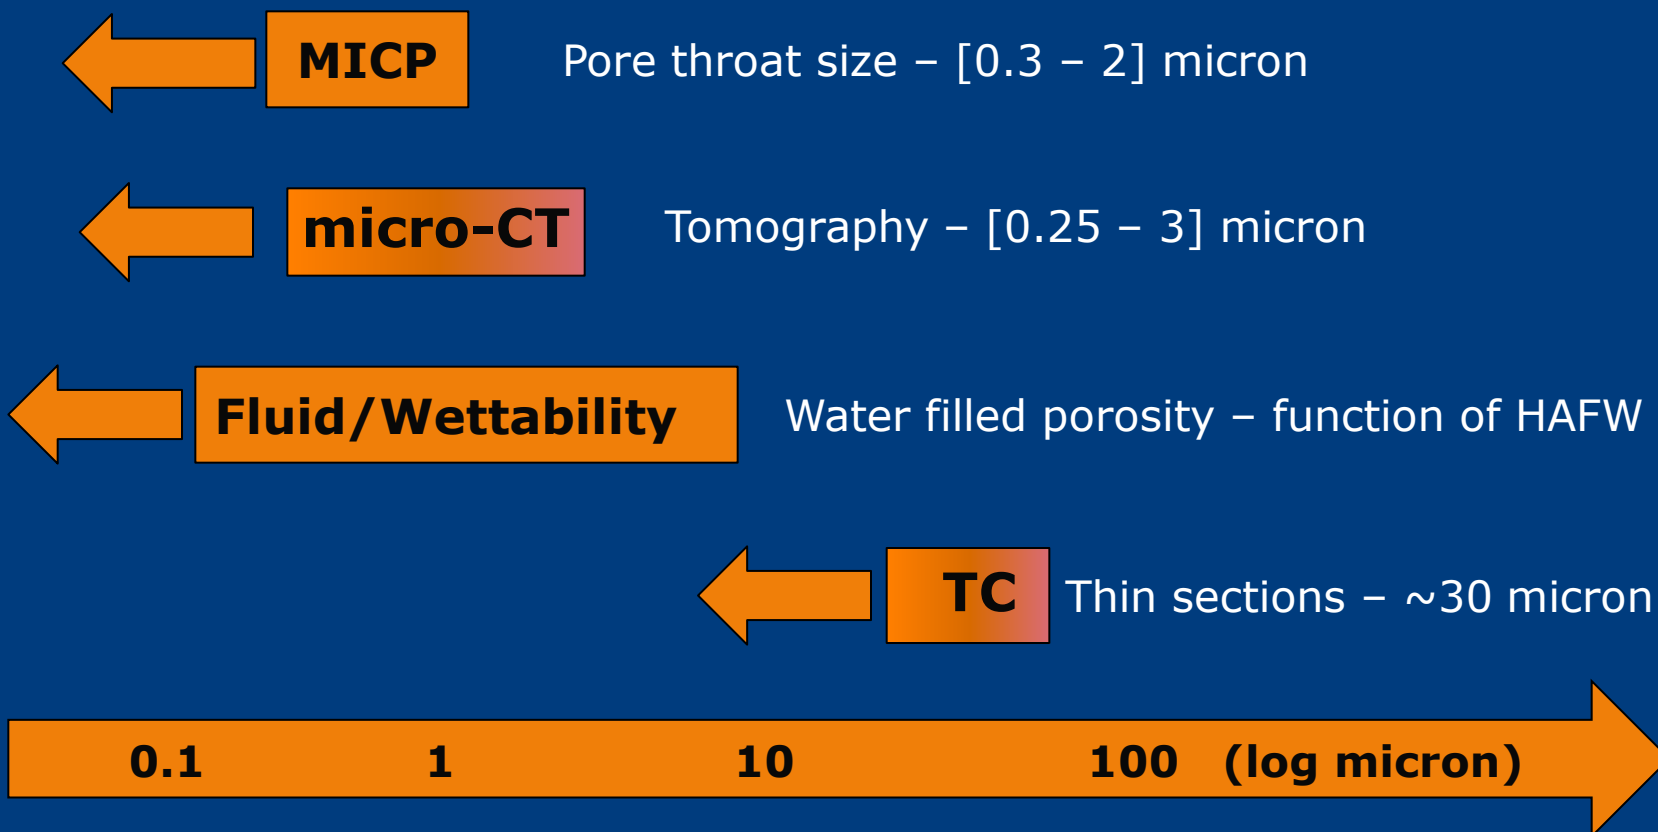 MICP Pore throat size – [0.3 – 2] micron
micro-CT Tomography – [0.25 – 3] micron
Fluid/Wettability Water filled porosity – function of HAFW
TC Thin sections – ~30 micron
0.1 1 10 100 (log micron)